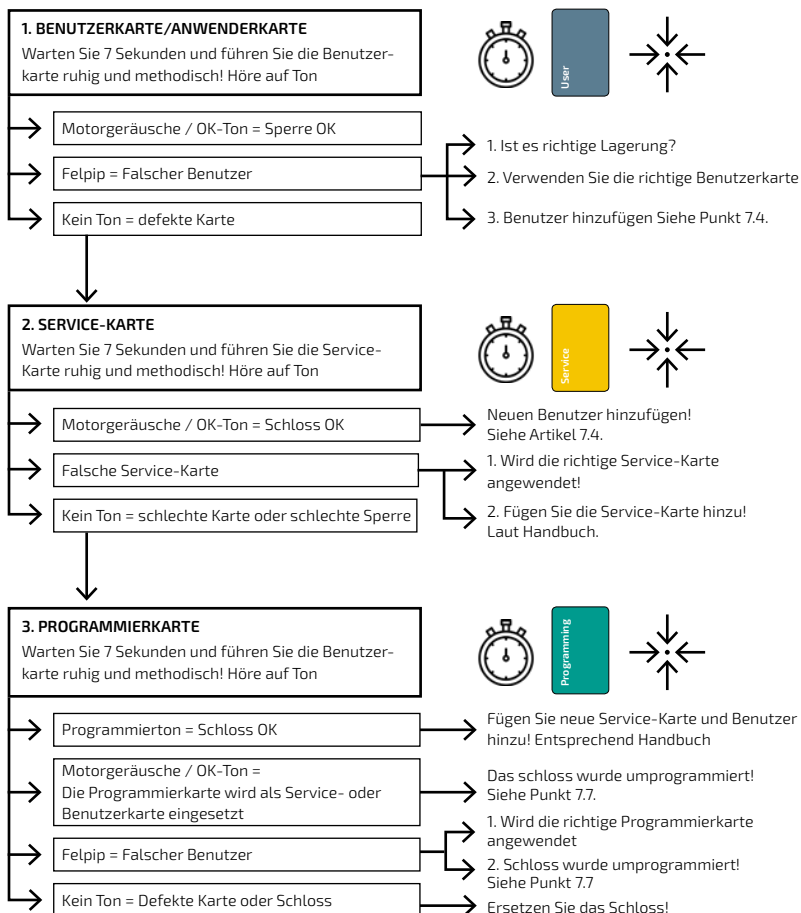 1. BENUTZERKARTE/ANWENDERKARTE
Warten Sie 7 Sekunden und führen Sie die Benutzer-
karte ruhig und methodisch! Höre auf Ton
User
Motorgeräusche / OK-Ton = Sperre OK
Felpip = Falscher Benutzer
Kein Ton = defekte Karte
1. Ist es richtige Lagerung?
2. Verwenden Sie die richtige Benutzerkarte
3. Benutzer hinzufügen Siehe Punkt 7.4.
2. SERVICE-KARTE
Warten Sie 7 Sekunden und führen Sie die Service-
Karte ruhig und methodisch! Höre auf Ton
Service
Motorgeräusche / OK-Ton = Schloss OK
Neuen Benutzer hinzufügen!
Siehe Artikel 7.4.
Falsche Service-Karte
1. Wird die richtige Service-Karte
angewendet!
2. Fügen Sie die Service-Karte hinzu!
Laut Handbuch.
Kein Ton = schlechte Karte oder schlechte Sperre
3. PROGRAMMIERKARTE
Warten Sie 7 Sekunden und führen Sie die Benutzer-
karte ruhig und methodisch! Höre auf Ton
Programming
Programmierton = Schloss OK
Fügen Sie neue Service-Karte und Benutzer
hinzu! Entsprechend Handbuch
Motorgeräusche / OK-Ton =
Die Programmierkarte wird als Service- oder
Benutzerkarte eingesetzt
Das schloss wurde umprogrammiert!
Siehe Punkt 7.7.
Felpip = Falscher Benutzer
1. Wird die richtige Programmierkarte
angewendet
2. Schloss wurde umprogrammiert!
Siehe Punkt 7.7
Kein Ton = Defekte Karte oder Schloss
Ersetzen Sie das Schloss!